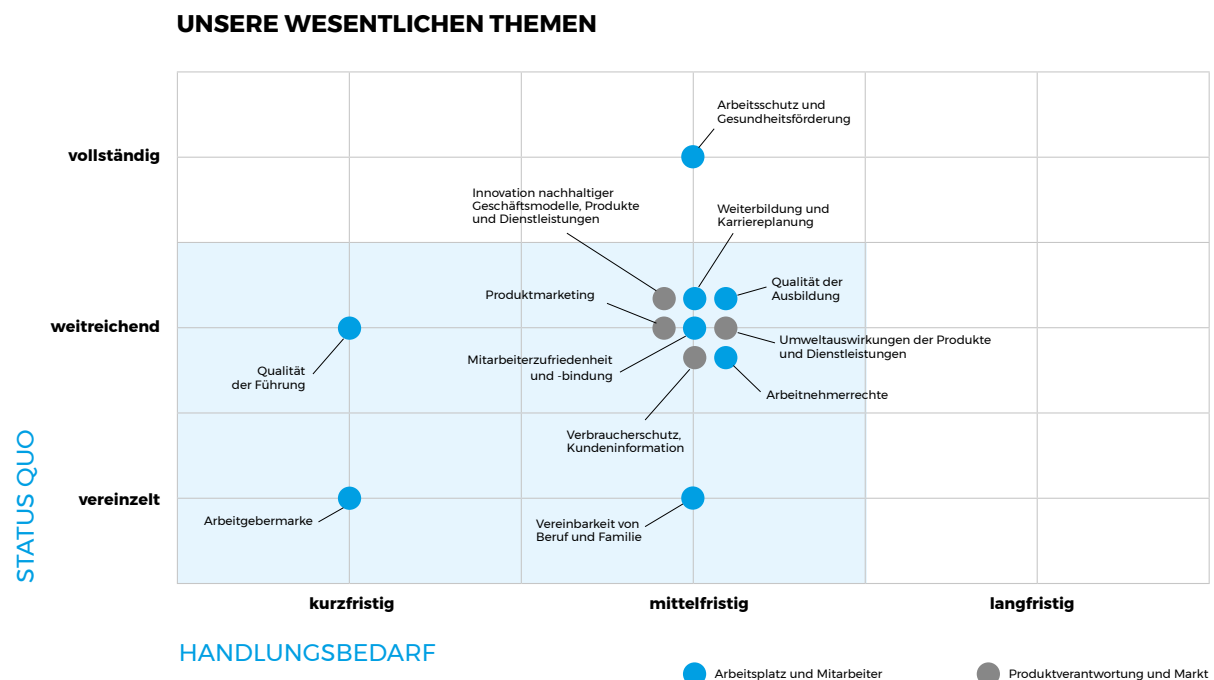 UNSERE WESENTLICHEN THEMEN
Arbeitsschutz und
Gesundheitsförderung
vollständig
Innovation nachhaltiger
Geschäftsmodelle, Produkte
und Dienstleistungen
Weiterbildung und
Karriereplanung
Qualität der
Ausbildung
Produktmarketing
weitreichend
Umweltauswirkungen der Produkte
und Dienstleistungen
Mitarbeiterzufriedenheit
und -bindung
Qualität
der Führung
Arbeitnehmerrechte
Verbraucherschutz,
Kundeninformation
STATUS QUO
vereinzelt
Arbeitgebermarke
Vereinbarkeit von
Beruf und Familie
kurzfristig
mittelfristig
langfristig
HANDLUNGSBEDARF
Arbeitsplatz und Mitarbeiter
Produktverantwortung und Markt